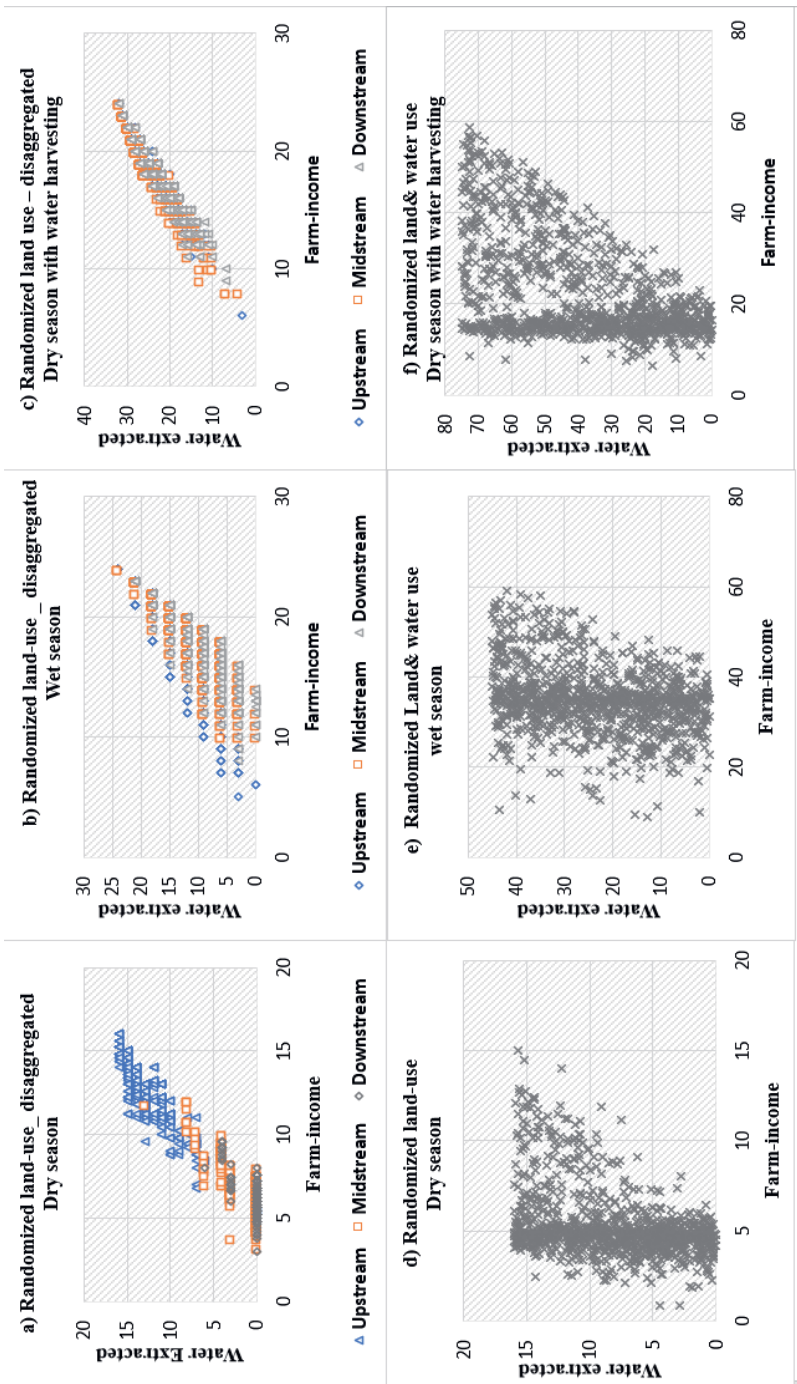 a) Randomized land-use_ disaggregated
Dry season
Water Extracted
20
15
10
5
0
0
5
10
15
20
Farm-income
Upstream
Midstream
Downstream
b) Randomized land-use _ disaggregated
Wet season
Water extracted
30
25
20
15
10
5
0
0
10
20
30
Farm-income
Upstream
Midstream
Downstream
c) Randomized land use – disaggregated
Dry season with water harvesting
Water extracted
40
30
20
10
0
0
10
20
30
Farm-income
Upstream
Midstream
Downstream
d) Randomized land-use
Dry season
Water extracted
20
15
10
5
0
0
5
10
15
20
Farm-income
e) Randomized Land& water use
wet season
Water extracted
50
40
30
20
10
0
0
20
40
60
80
Farm-income
f) Randomized land& water use
Dry season with water harvesting
Water extracted
80
70
60
50
40
30
20
10
0
0
20
40
60
80
Farm-income